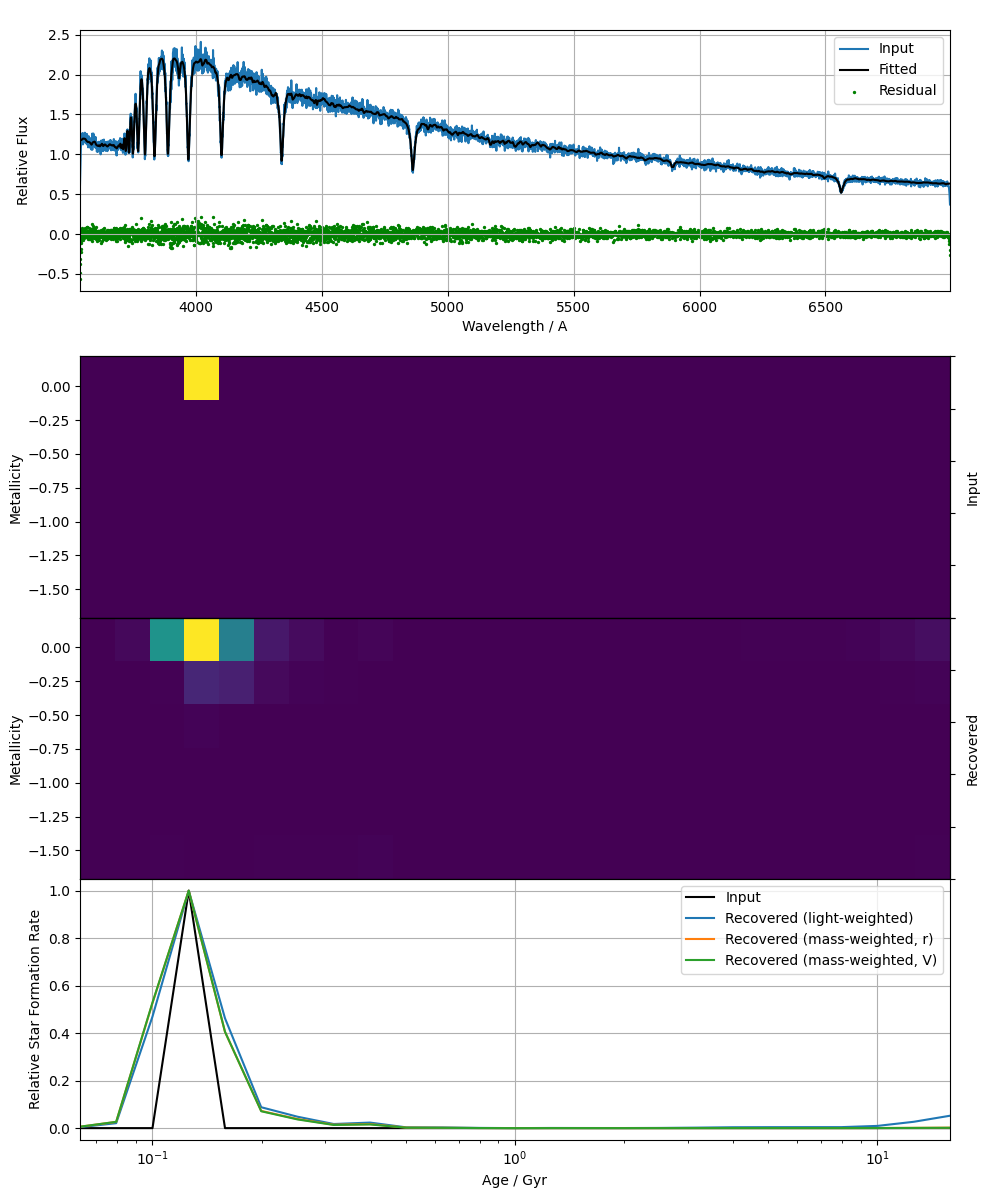 2.5
2.0
1.5
1.0
0.5
0.0
−0.5
Relative Flux
Input
Fitted
Residual
4000 4500 5000 5500 6000 6500
Wavelength / A
0.00
−0.25
−0.50
−0.75
−1.00
−1.25
−1.50
Metallicity
Input
0.00
−0.25
−0.50
−0.75
−1.00
−1.25
−1.50
Metallicity
Recovered
1.0
0.8
0.6
0.4
0.2
0.0
Relative Star Formation Rate
Input
Recovered (light-weighted)
Recovered (mass-weighted, r)
Recovered (mass-weighted, V)
10⁻¹ 10⁰ 10¹
Age / Gyr